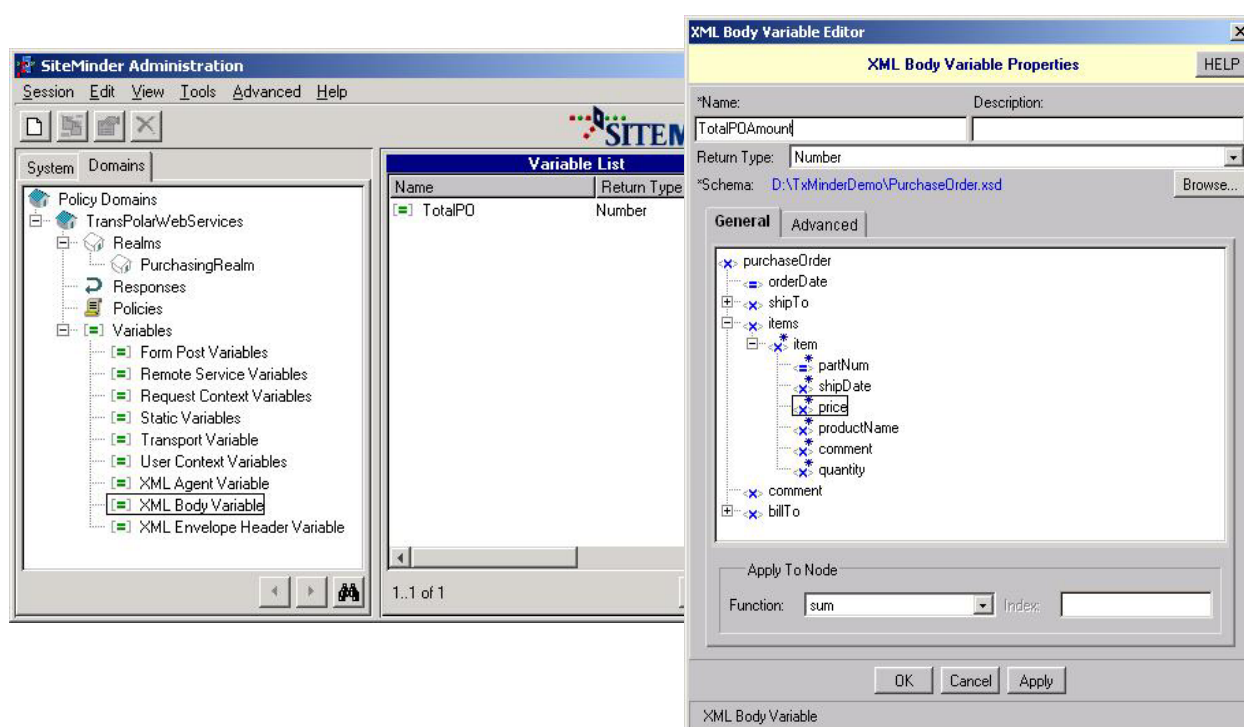 SiteMinder Administration
Session Edit View Tools Advanced Help
SITEM
System Domains
Policy Domains
TransPolarWebServices
Realms
PurchasingRealm
Responses
Policies
[=] Variables
[=] Form Post Variables
[=] Remote Service Variables
[=] Request Context Variables
[=] Static Variables
[=] Transport Variable
[=] User Context Variables
[=] XML Agent Variable
[=] XML Body Variable
[=] XML Envelope Header Variable
Variable List
Name Return Type
[=] TotalPO Number
1..1 of 1
XML Body Variable Editor
XML Body Variable Properties HELP
*Name: Description:
TotalPOAmount
Return Type: Number
*Schema: D:\TxMinderDemo\PurchaseOrder.xsd Browse...
General Advanced
purchaseOrder
orderDate
shipTo
items
item
partNum
shipDate
price
productName
comment
quantity
comment
billTo
Apply To Node
Function: sum Index:
OK Cancel Apply
XML Body Variable